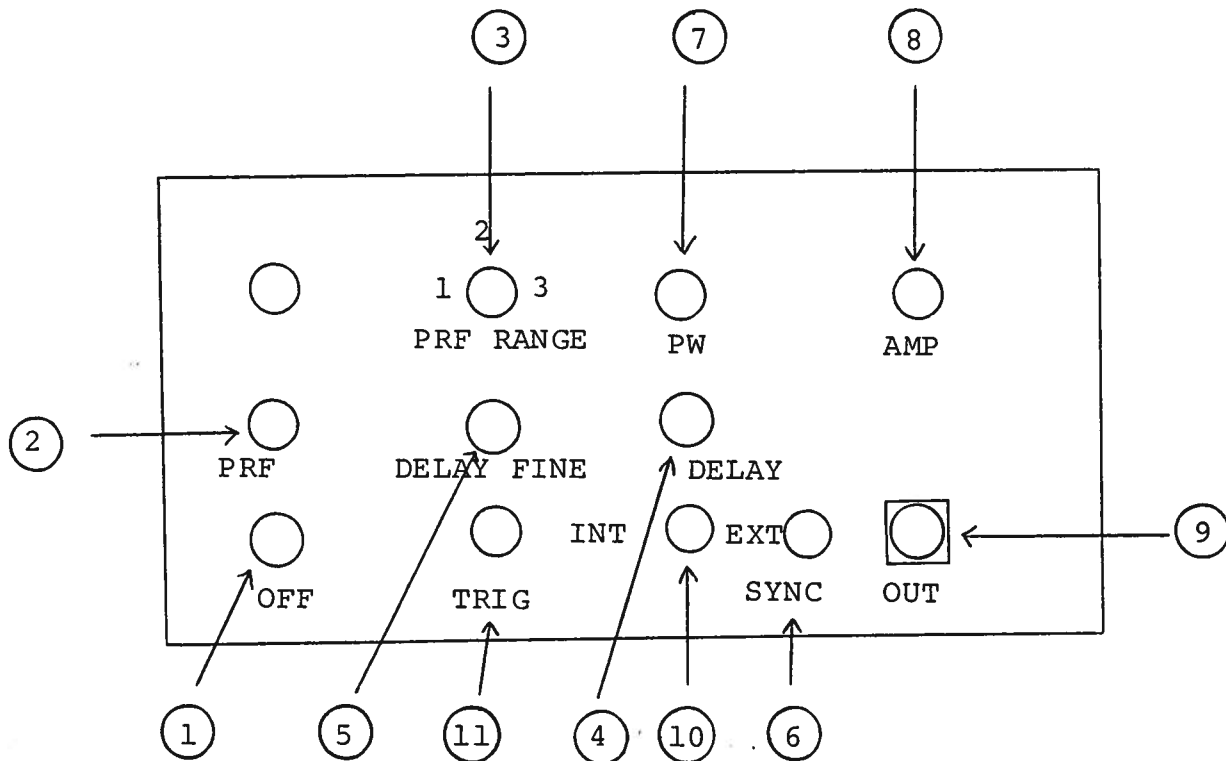 3 7 8
2
1 3
PRF RANGE PW AMP
2
PRF DELAY FINE DELAY
INT EXT
9
OFF TRIG SYNC OUT
1 5 11 4 10 6